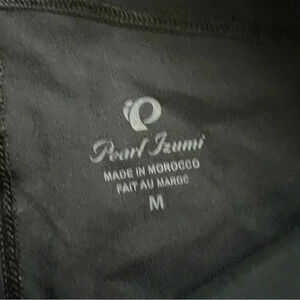 Pearl Izumi
MADE IN MOROCCO
FAIT AU MAROC
M